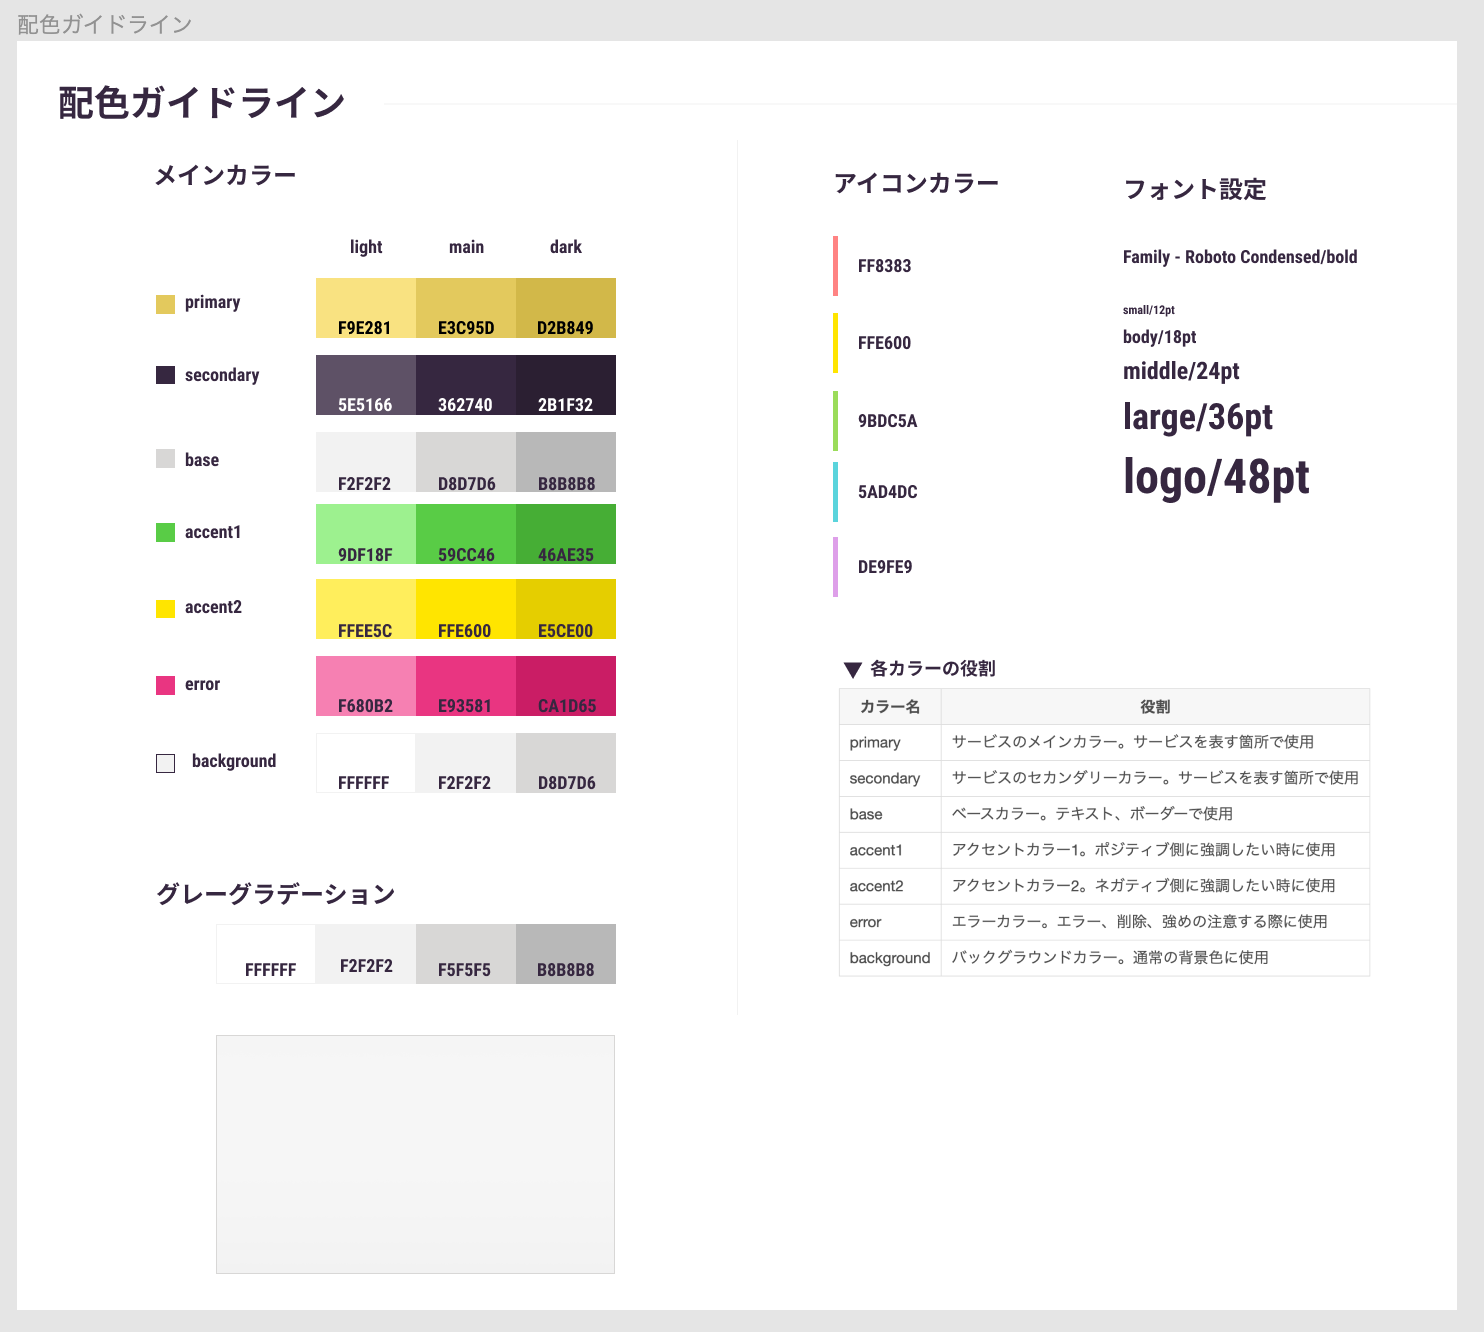 配色ガイドライン
配色ガイドライン
メインカラー
light main dark
primary F9E281 E3C95D D2B849
secondary 5E5166 362740 2B1F32
base F2F2F2 D8D7D6 B8B8B8
accent1 9DF18F 59CC46 46AE35
accent2 FFEE5C FFE600 E5CE00
error F680B2 E93581 CA1D65
background FFFFFF F2F2F2 D8D7D6
グレーグラデーション
FFFFFF F2F2F2 F5F5F5 B8B8B8
アイコンカラー
FF8383
FFE600
9BDC5A
5AD4DC
DE9FE9
フォント設定
Family - Roboto Condensed/bold
small/12pt
body/18pt
middle/24pt
large/36pt
logo/48pt
▼ 各カラーの役割
カラー名 役割
primary サービスのメインカラー。サービスを表す箇所で使用
secondary サービスのセカンダリーカラー。サービスを表す箇所で使用
base ベースカラー。テキスト、ボーダーで使用
accent1 アクセントカラー1。ポジティブ側に強調したい時に使用
accent2 アクセントカラー2。ネガティブ側に強調したい時に使用
error エラーカラー。エラー、削除、強めの注意する際に使用
background バックグラウンドカラー。通常の背景色に使用